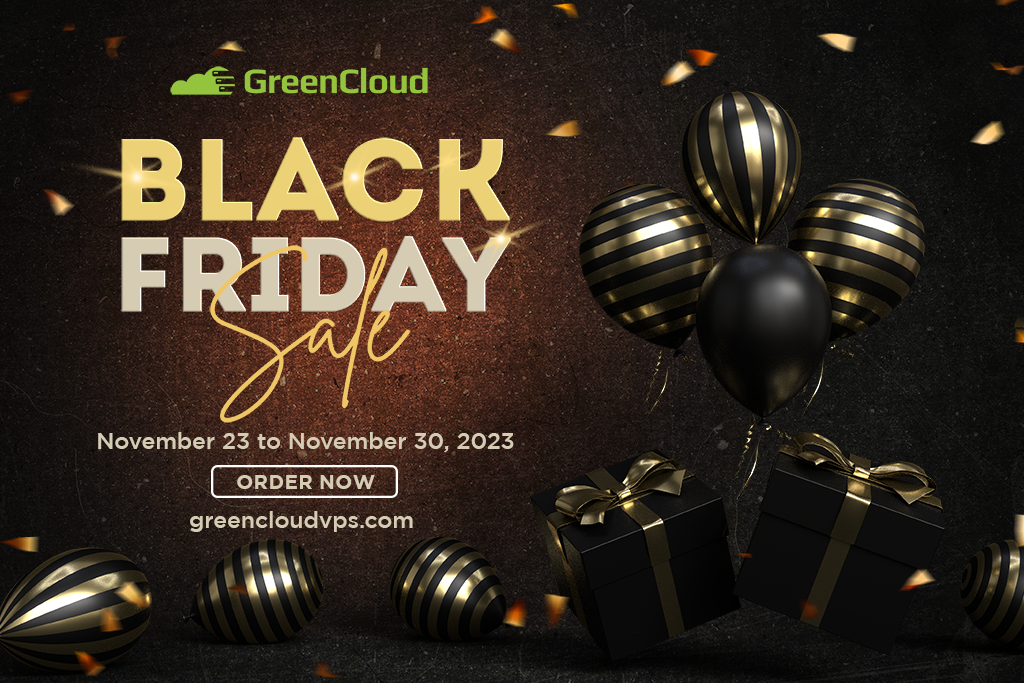 GreenCloud
BLACK
FRIDAY
Sale
November 23 to November 30, 2023
ORDER NOW
greencloudvps.com